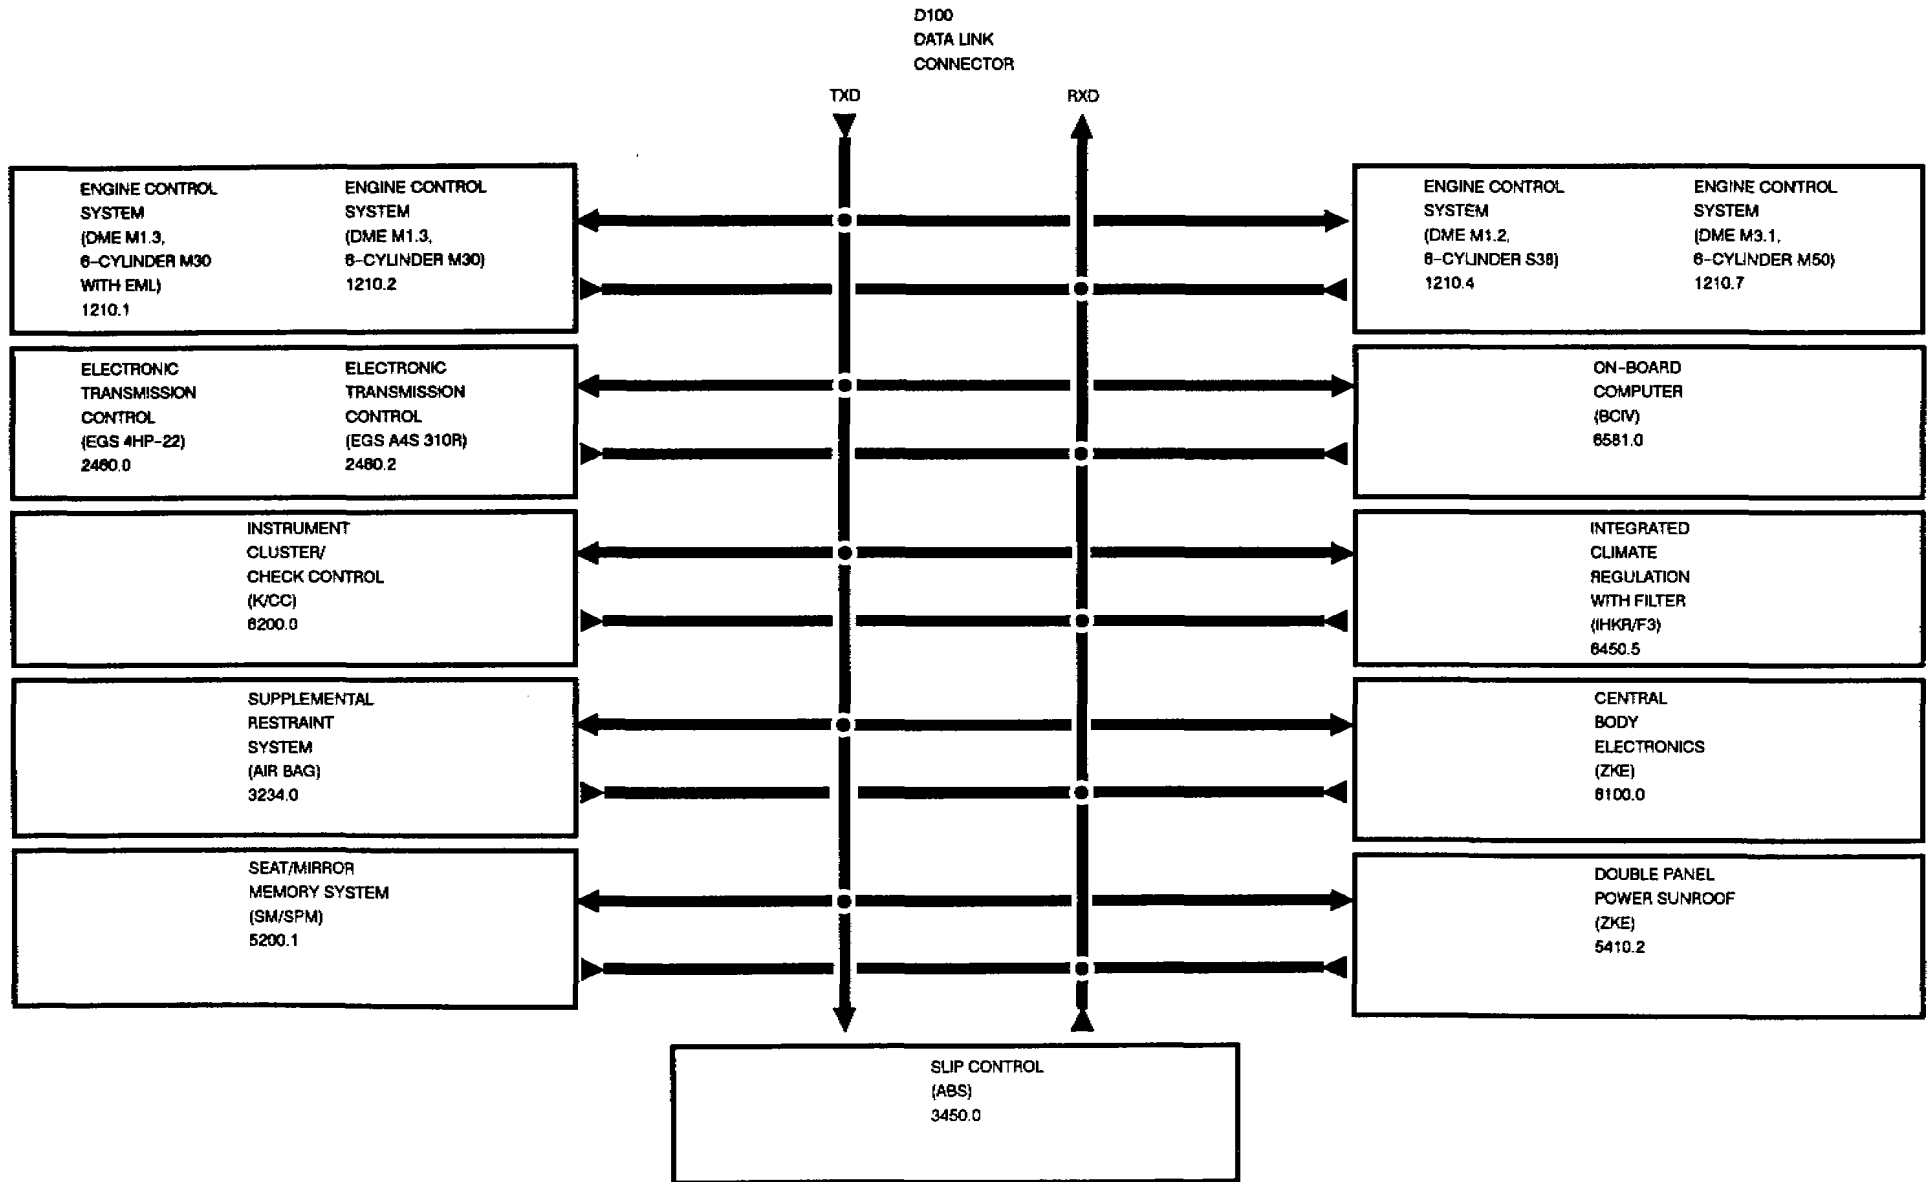 D100
DATA LINK
CONNECTOR
TXD
RXD
ENGINE CONTROL
SYSTEM
(DME M1.3,
6-CYLINDER M30
WITH EML)
1210.1
ENGINE CONTROL
SYSTEM
(DME M1.3,
6-CYLINDER M30)
1210.2
ENGINE CONTROL
SYSTEM
(DME M1.2,
6-CYLINDER S38)
1210.4
ENGINE CONTROL
SYSTEM
(DME M3.1,
6-CYLINDER M50)
1210.7
ELECTRONIC
TRANSMISSION
CONTROL
(EGS 4HP-22)
2460.0
ELECTRONIC
TRANSMISSION
CONTROL
(EGS A4S 310R)
2460.2
ON-BOARD
COMPUTER
(BCIV)
6581.0
INSTRUMENT
CLUSTER/
CHECK CONTROL
(K/CC)
6200.0
INTEGRATED
CLIMATE
REGULATION
WITH FILTER
(IHKR/F3)
6450.5
SUPPLEMENTAL
RESTRAINT
SYSTEM
(AIR BAG)
3234.0
CENTRAL
BODY
ELECTRONICS
(ZKE)
6100.0
SEAT/MIRROR
MEMORY SYSTEM
(SM/SPM)
5200.1
DOUBLE PANEL
POWER SUNROOF
(ZKE)
5410.2
SLIP CONTROL
(ABS)
3450.0